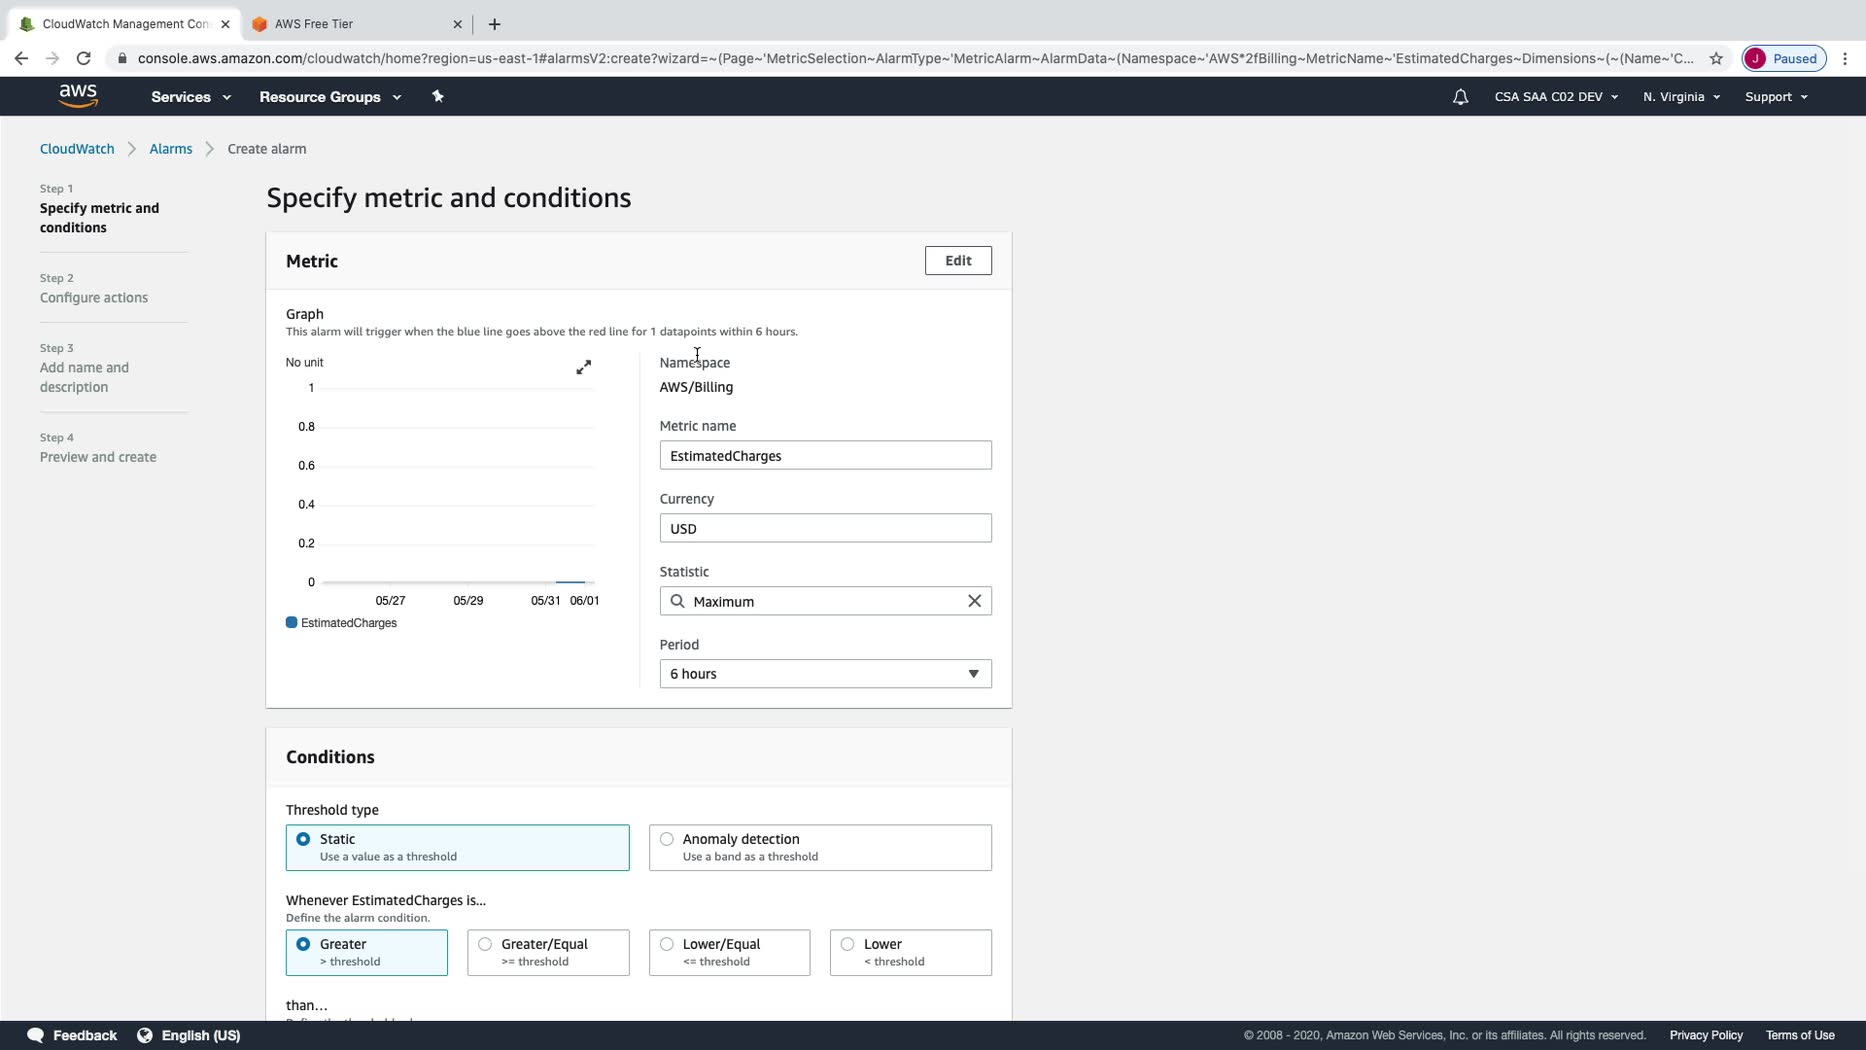 CloudWatch Management Con
AWS Free Tier
console.aws.amazon.com/cloudwatch/home?region=us-east-1#alarmsV2:create?wizard=~(Page~'MetricSelection~AlarmType~'MetricAlarm~AlarmData~(Namespace~'AWS*2fBilling~MetricName~'EstimatedCharges~Dimensions~(~(Name~'C...
J Paused
aws Services Resource Groups CSA SAA C02 DEV N. Virginia Support
CloudWatch Alarms Create alarm
Step 1
Specify metric and
conditions
Step 2
Configure actions
Step 3
Add name and
description
Step 4
Preview and create
Specify metric and conditions
Metric
Edit
Graph
This alarm will trigger when the blue line goes above the red line for 1 datapoints within 6 hours.
No unit
1
0.8
0.6
0.4
0.2
0
05/27 05/29 05/31 06/01
EstimatedCharges
Namespace
AWS/Billing
Metric name
EstimatedCharges
Currency
USD
Statistic
Maximum
Period
6 hours
Conditions
Threshold type
Static
Use a value as a threshold
Anomaly detection
Use a band as a threshold
Whenever EstimatedCharges is...
Define the alarm condition.
Greater
> threshold
Greater/Equal
>= threshold
Lower/Equal
<= threshold
Lower
< threshold
than...
Feedback English (US)
© 2008 - 2020, Amazon Web Services, Inc. or its affiliates. All rights reserved. Privacy Policy Terms of Use